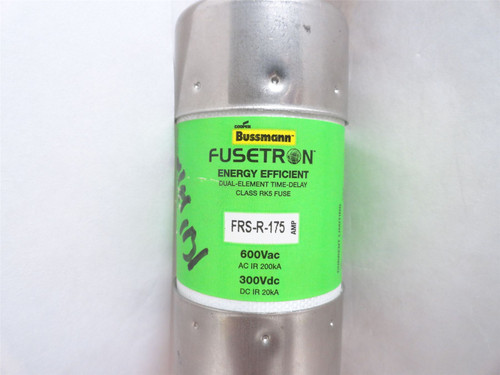 COOPER
Bussmann
FUSETRON
ENERGY EFFICIENT
DUAL-ELEMENT TIME-DELAY
CLASS RK5 FUSE
FRS-R-175 AMP
600Vac
AC IR 200kA
300Vdc
DC IR 20kA